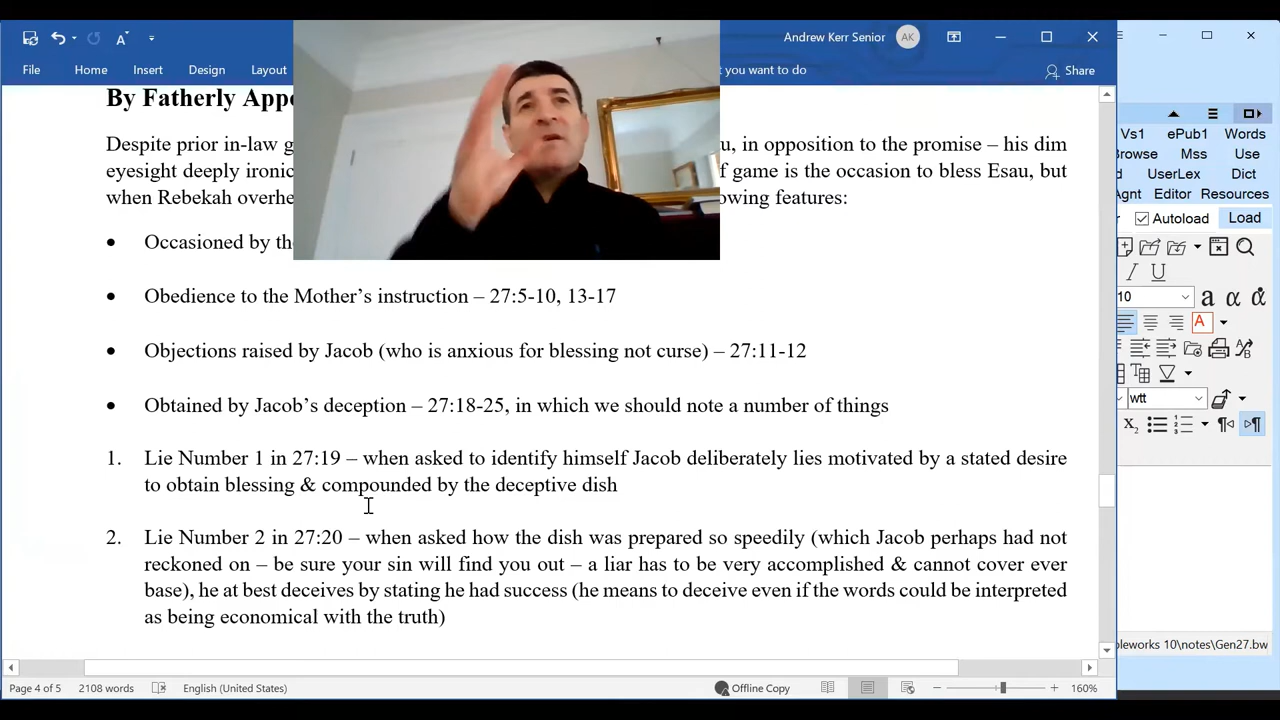 Andrew Kerr Senior AK
File Home Insert Design Layout t you want to do Share
By Fatherly Appe
Despite prior in-law g u, in opposition to the promise – his dim
eyesight deeply ironic f game is the occasion to bless Esau, but
when Rebekah overhe owing features:
• Occasioned by the
• Obedience to the Mother’s instruction – 27:5-10, 13-17
• Objections raised by Jacob (who is anxious for blessing not curse) – 27:11-12
• Obtained by Jacob’s deception – 27:18-25, in which we should note a number of things
1. Lie Number 1 in 27:19 – when asked to identify himself Jacob deliberately lies motivated by a stated desire
to obtain blessing & compounded by the deceptive dish
2. Lie Number 2 in 27:20 – when asked how the dish was prepared so speedily (which Jacob perhaps had not
reckoned on – be sure your sin will find you out – a liar has to be very accomplished & cannot cover ever
base), he at best deceives by stating he had success (he means to deceive even if the words could be interpreted
as being economical with the truth)
Page 4 of 5 2108 words English (United States) Offline Copy 160%
Vs1 ePub1 Words
Browse Mss Use
UserLex Dict
Agnt Editor Resources
Autoload Load
10 a α
A
wtt
X2
bleworks 10\notes\Gen27.bw